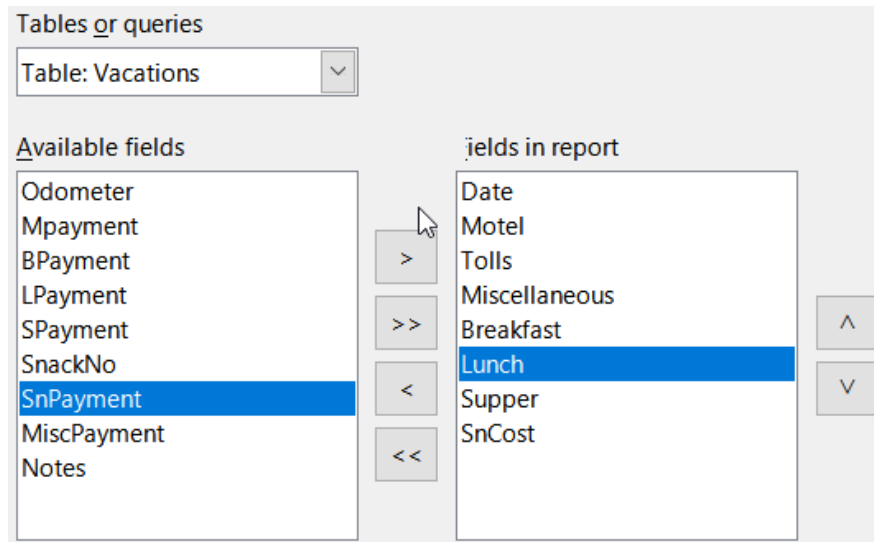 Tables or queries
Table: Vacations
Available fields
Odometer
Mpayment
BPayment
LPayment
SPayment
SnackNo
SnPayment
MiscPayment
Notes
>
>>
<
<<
ields in report
Date
Motel
Tolls
Miscellaneous
Breakfast
Lunch
Supper
SnCost